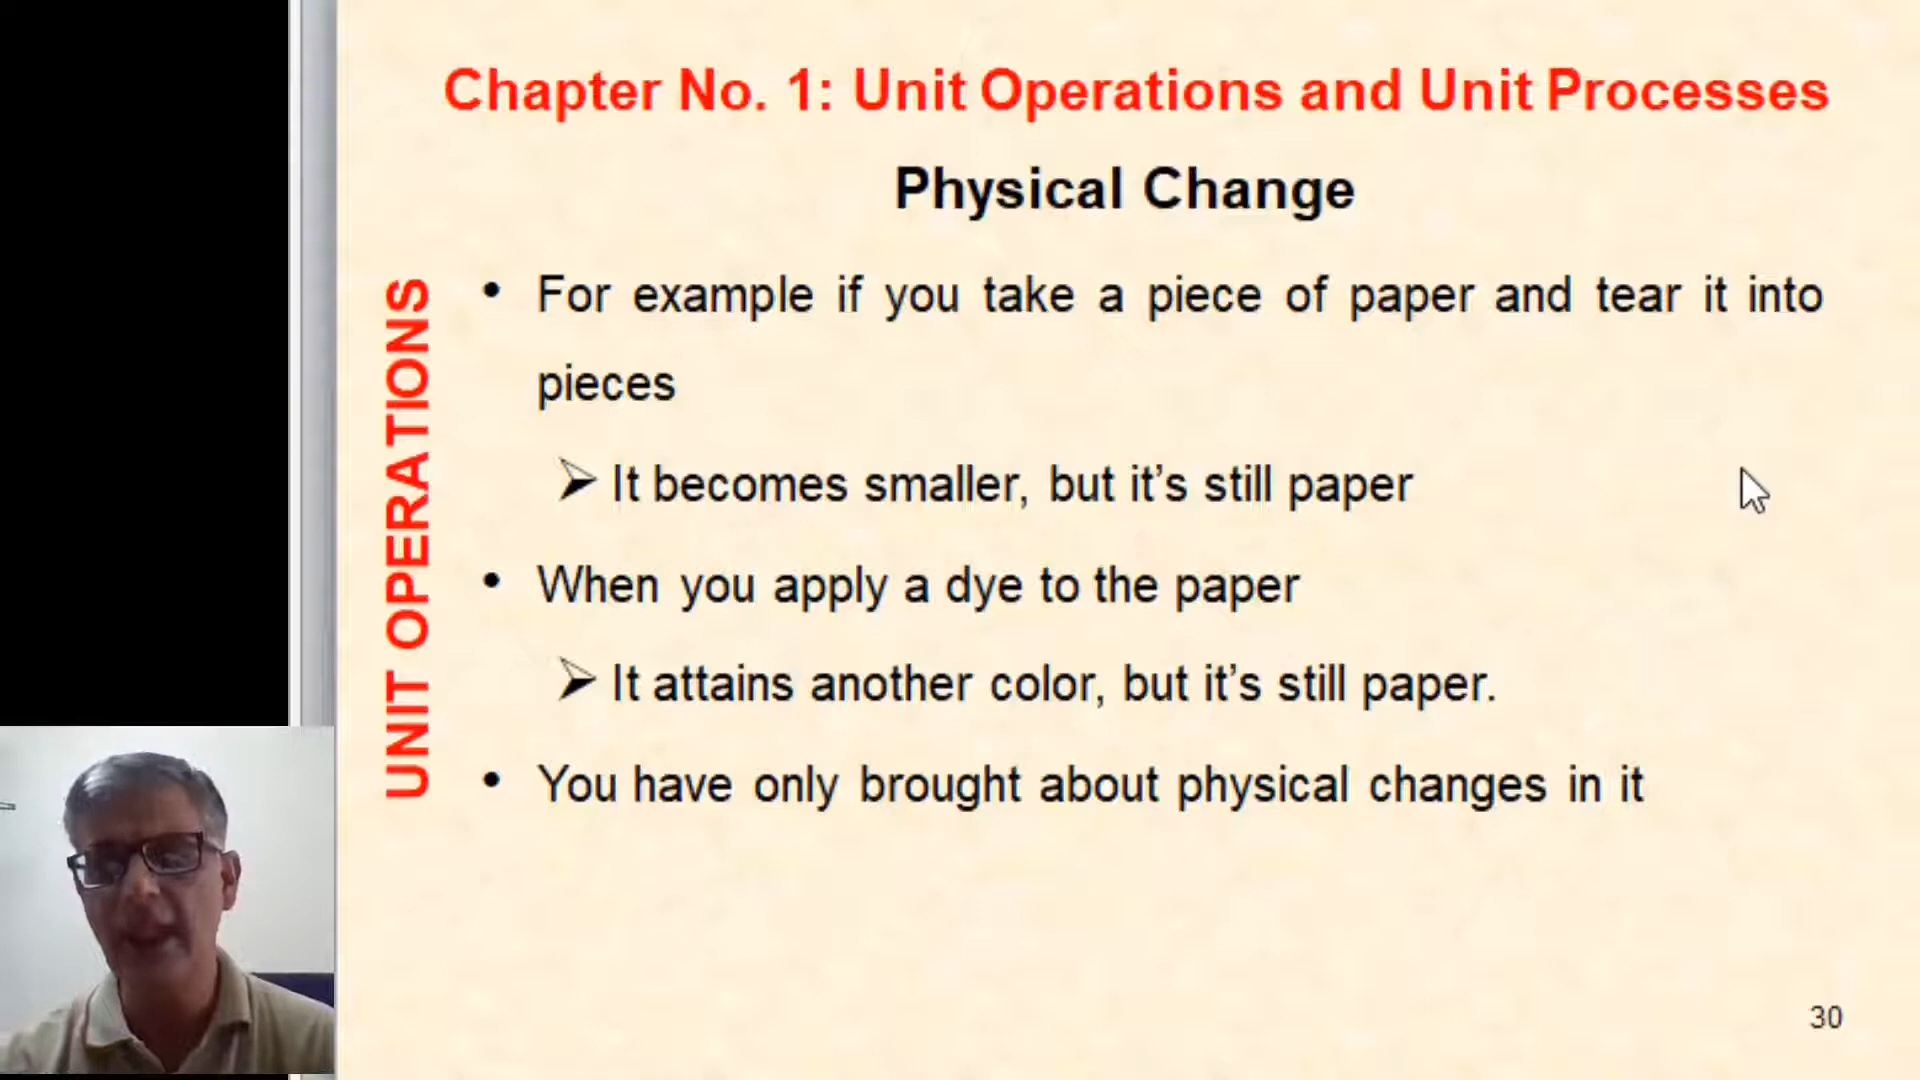 Chapter No. 1: Unit Operations and Unit Processes
Physical Change
UNIT OPERATIONS
• For example if you take a piece of paper and tear it into
pieces
➢ It becomes smaller, but it’s still paper
• When you apply a dye to the paper
➢ It attains another color, but it’s still paper.
• You have only brought about physical changes in it
30